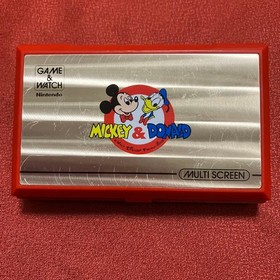 GAME &
WATCH
Nintendo
MICKEY & DONALD
MULTI SCREEN